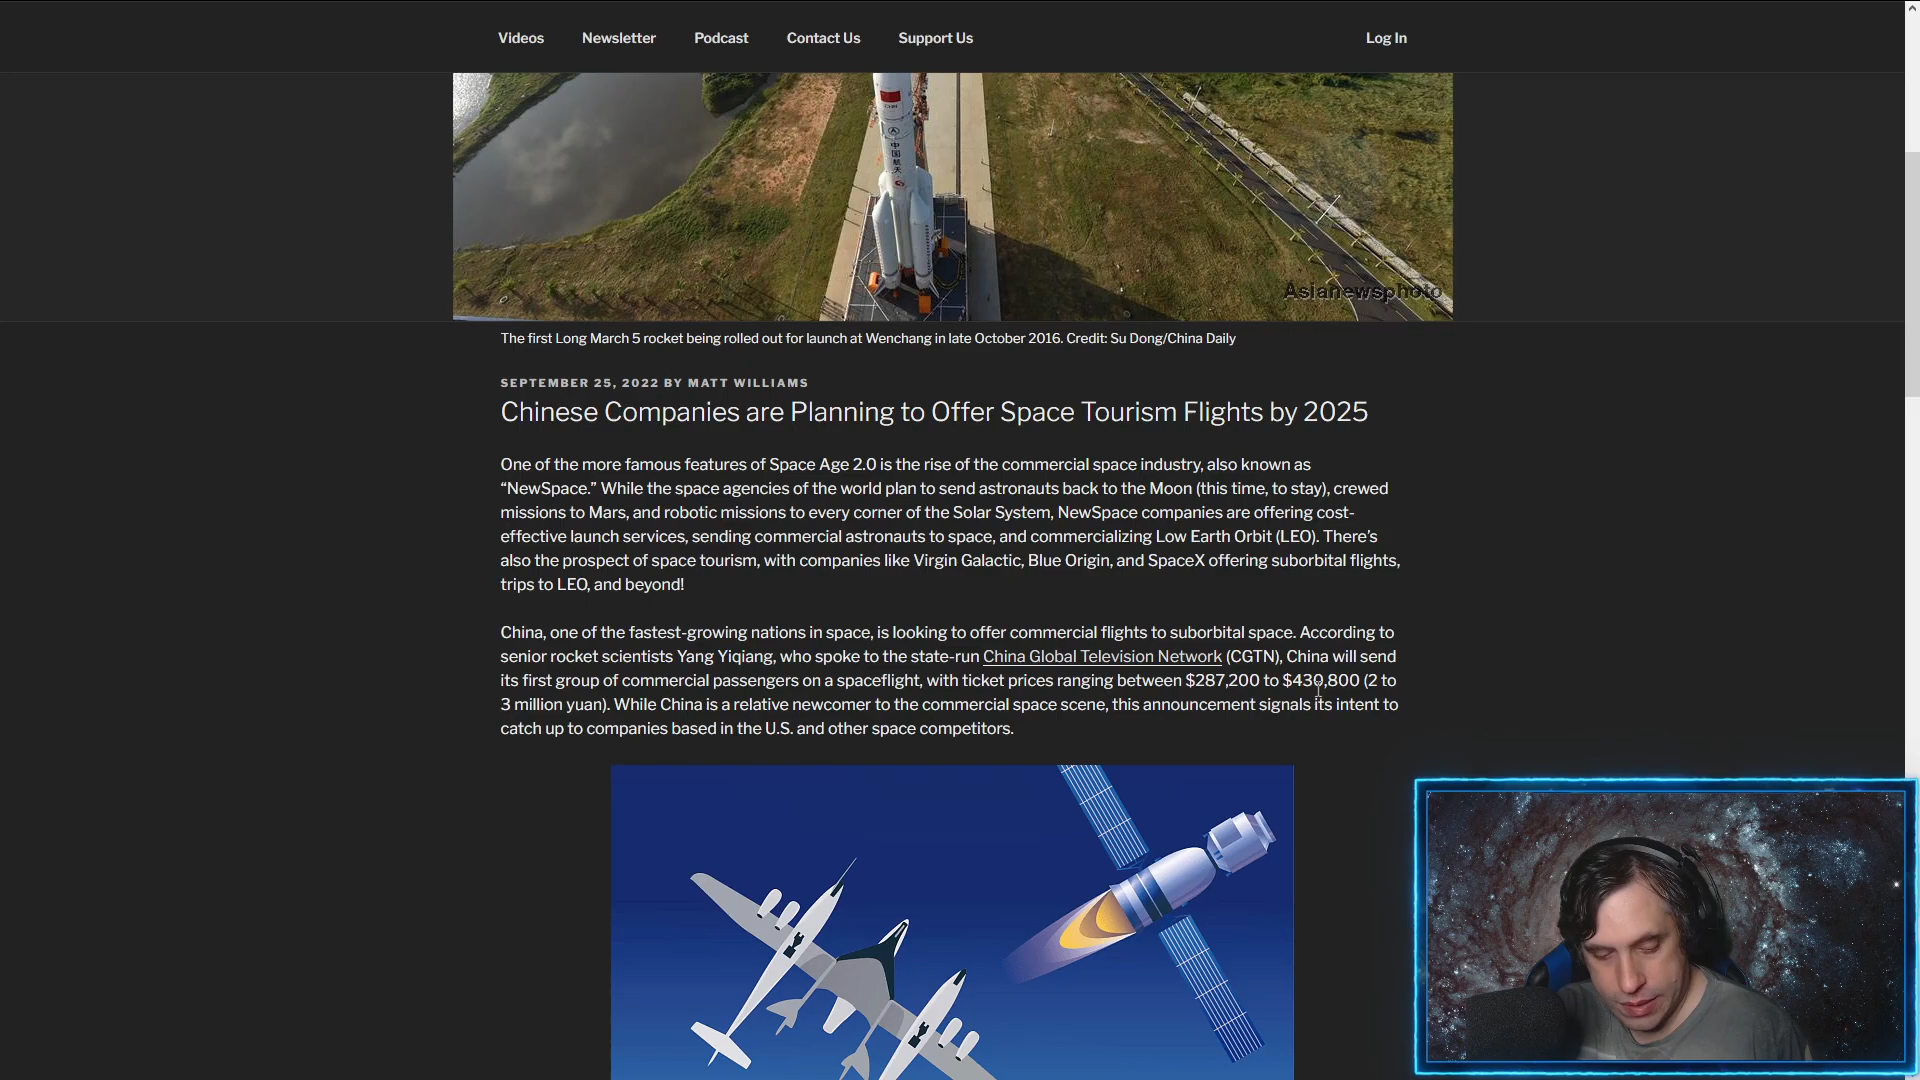 Videos Newsletter Podcast Contact Us Support Us Log In
中国航天
Asianewsphoto
The first Long March 5 rocket being rolled out for launch at Wenchang in late October 2016. Credit: Su Dong/China Daily
SEPTEMBER 25, 2022 BY MATT WILLIAMS
Chinese Companies are Planning to Offer Space Tourism Flights by 2025
One of the more famous features of Space Age 2.0 is the rise of the commercial space industry, also known as
“NewSpace.” While the space agencies of the world plan to send astronauts back to the Moon (this time, to stay), crewed
missions to Mars, and robotic missions to every corner of the Solar System, NewSpace companies are offering cost-
effective launch services, sending commercial astronauts to space, and commercializing Low Earth Orbit (LEO). There’s
also the prospect of space tourism, with companies like Virgin Galactic, Blue Origin, and SpaceX offering suborbital flights,
trips to LEO, and beyond!
China, one of the fastest-growing nations in space, is looking to offer commercial flights to suborbital space. According to
senior rocket scientists Yang Yiqiang, who spoke to the state-run China Global Television Network (CGTN), China will send
its first group of commercial passengers on a spaceflight, with ticket prices ranging between $287,200 to $430,800 (2 to
3 million yuan). While China is a relative newcomer to the commercial space scene, this announcement signals its intent to
catch up to companies based in the U.S. and other space competitors.